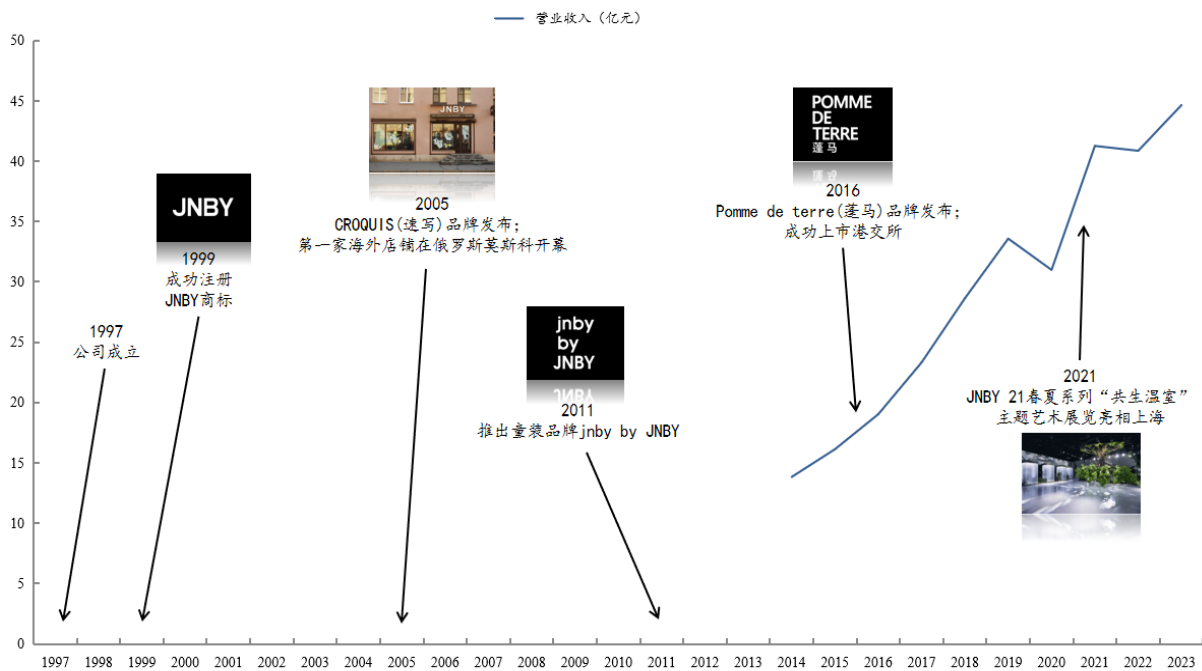 营业收入（亿元）
50
45
40
35
30
25
20
15
10
5
0
1997
公司成立
JNBY
1999
成功注册
JNBY商标
JNBY
2005
CROQUIS(速写)品牌发布；
第一家海外店铺在俄罗斯莫斯科开幕
jnby
by
JNBY
2011
推出童装品牌jnby by JNBY
POMME
DE
TERRE
蓬马
2016
Pomme de terre(蓬马)品牌发布；
成功上市港交所
2021
JNBY 21春夏系列“共生温室”
主题艺术展览亮相上海
1997 1998 1999 2000 2001 2002 2003 2004 2005 2006 2007 2008 2009 2010 2011 2012 2013 2014 2015 2016 2017 2018 2019 2020 2021 2022 2023